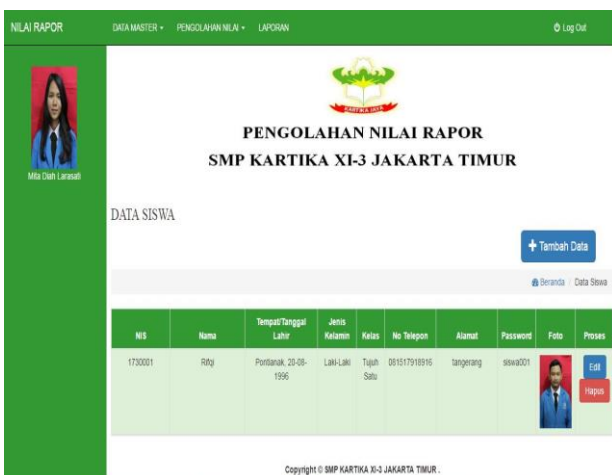 NILAI RAPOR
DATA MASTER
PENGOLAHAN NILAI
LAPORAN
Log Out
Mita Diah Larasati
KARTIKA JAYA
PENGOLAHAN NILAI RAPOR
SMP KARTIKA XI-3 JAKARTA TIMUR
DATA SISWA
+ Tambah Data
Beranda / Data Siswa
NIS Nama Tempat/Tanggal Lahir Jenis Kelamin Kelas No Telepon Alamat Password Foto Proses
1730001 Rifqi Pontianak, 20-08-1996 Laki-Laki Tujuh Satu 081517918916 tangerang siswa001 Edit
Hapus
Copyright © SMP KARTIKA XI-3 JAKARTA TIMUR .